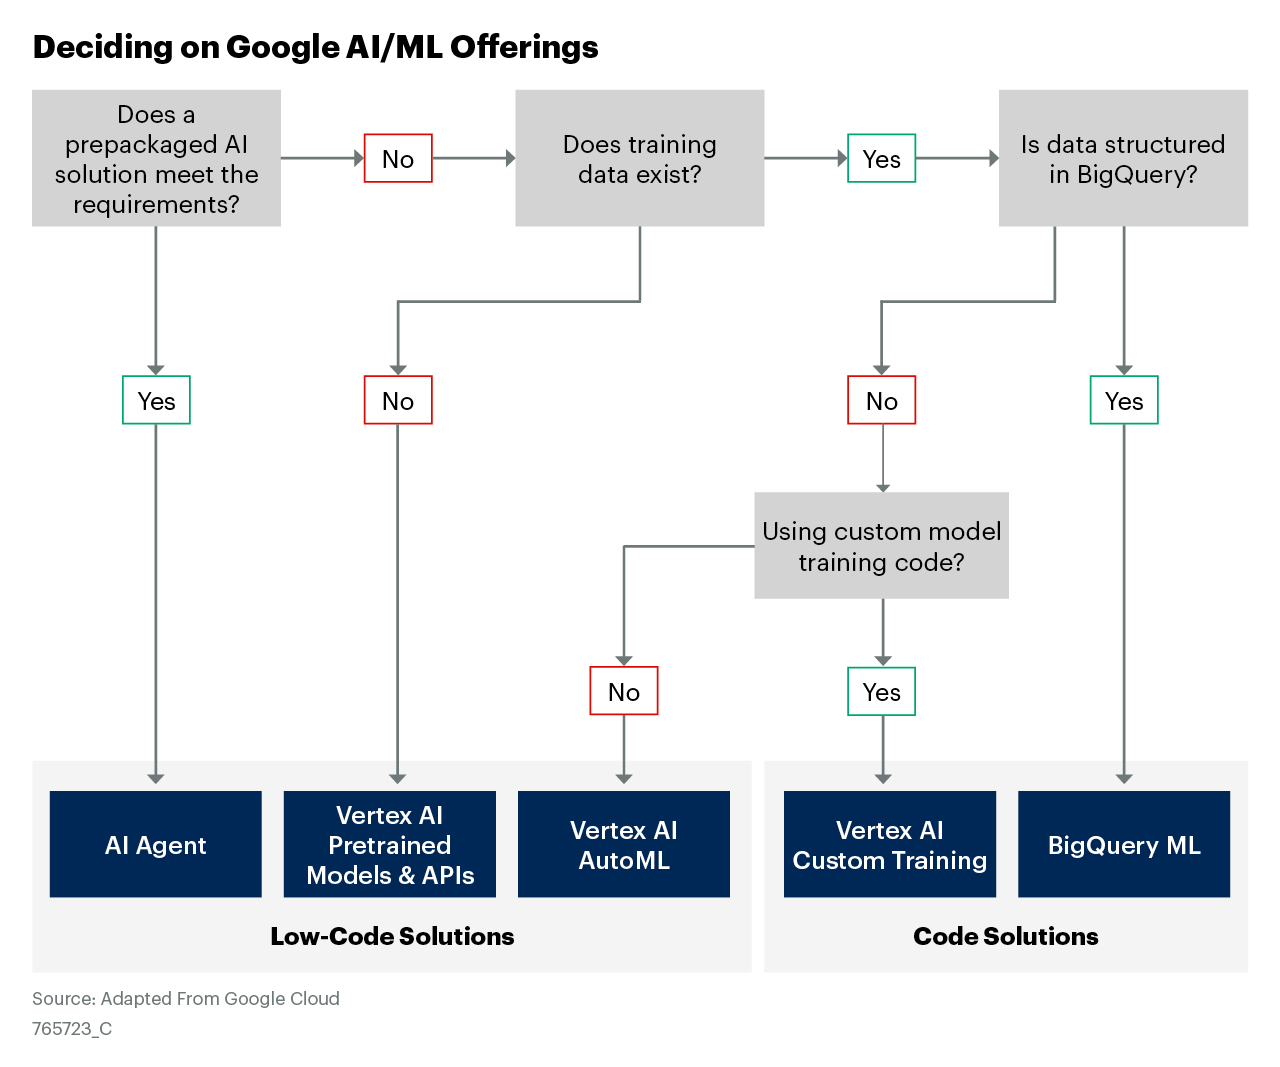 Deciding on Google AI/ML Offerings
Does a
prepackaged AI
solution meet the
requirements?
No
Does training
data exist?
Yes
Is data structured
in BigQuery?
Yes
No
No
Yes
Using custom model
training code?
No
Yes
AI Agent
Vertex AI
Pretrained
Models & APIs
Vertex AI
AutoML
Vertex AI
Custom Training
BigQuery ML
Low-Code Solutions
Code Solutions
Source: Adapted From Google Cloud
765723_C